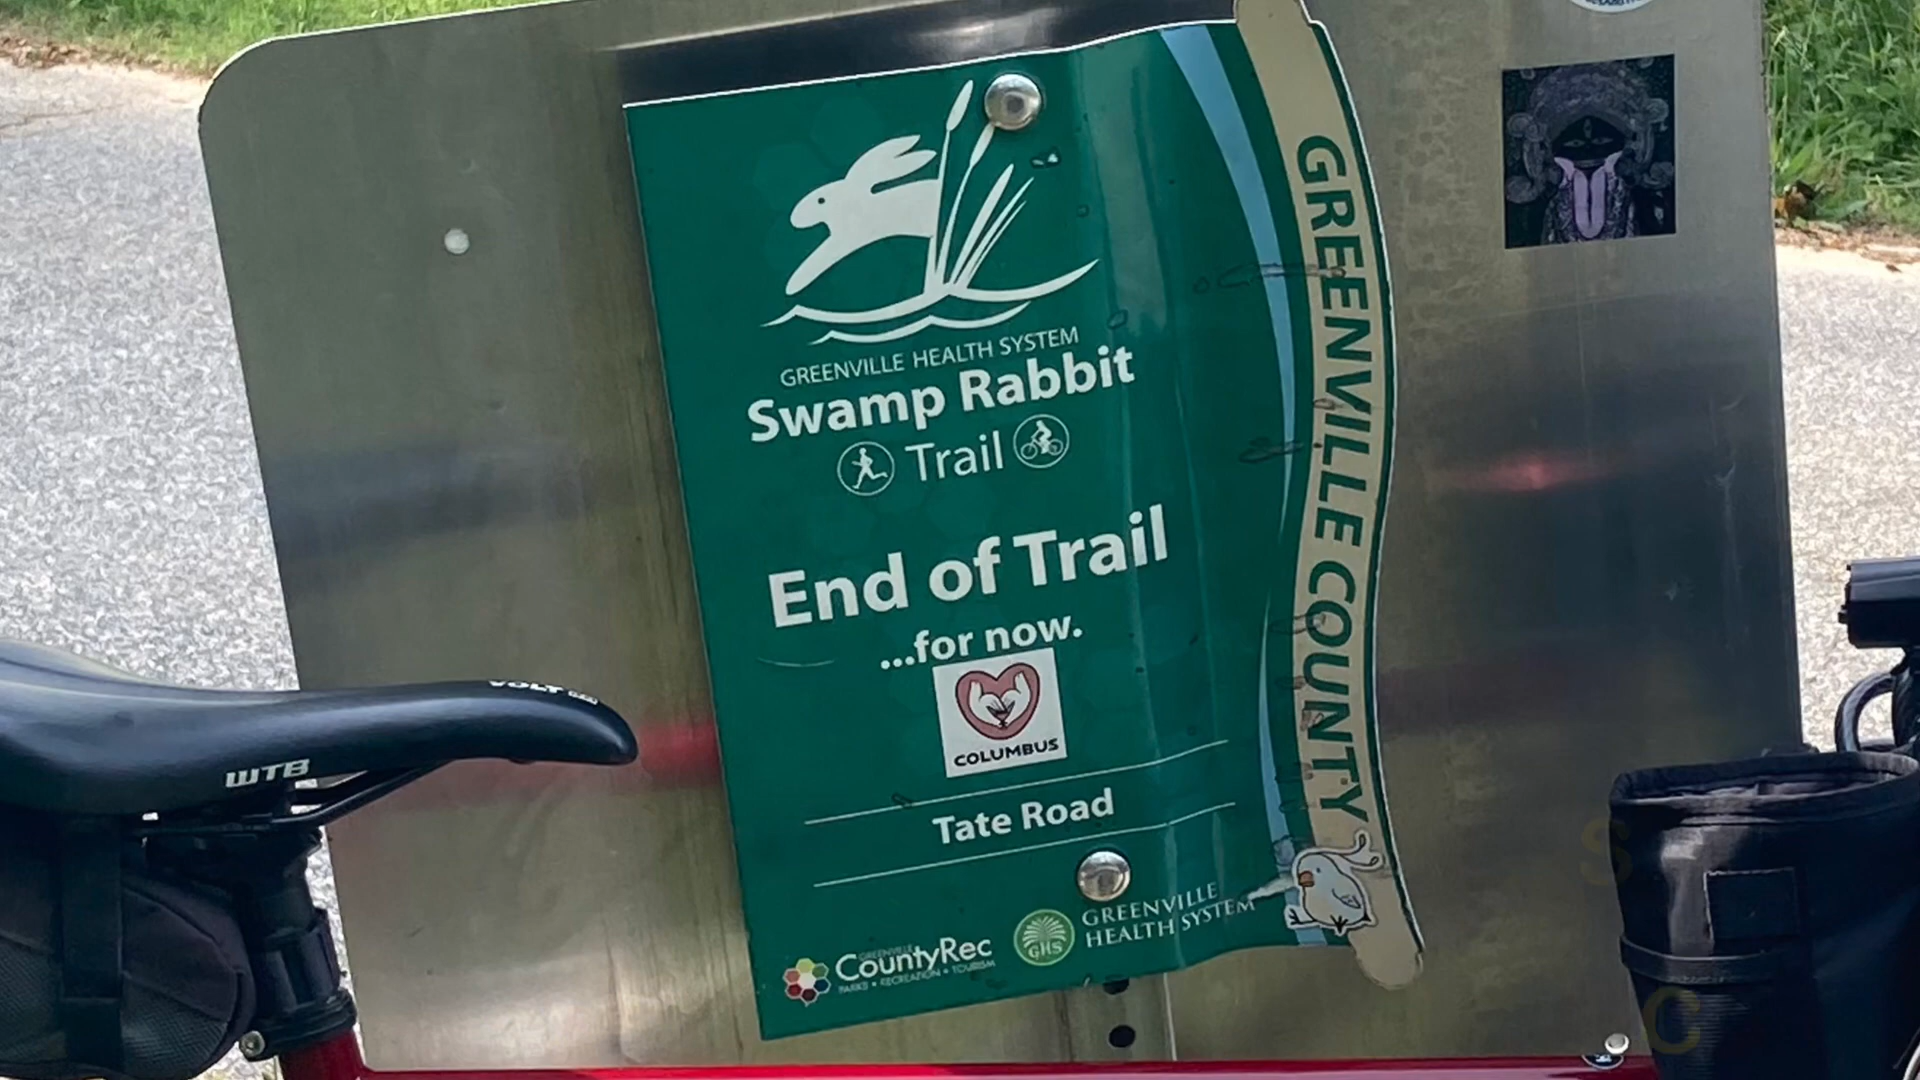 GREENVILLE HEALTH SYSTEM
Swamp Rabbit
Trail
End of Trail
...for now.
COLUMBUS
Tate Road
GREENVILLE
CountyRec
PARKS • RECREATION • TOURISM
GHS
GREENVILLE
HEALTH SYSTEM
GREENVILLE COUNTY
VOLT
WTB
S
C